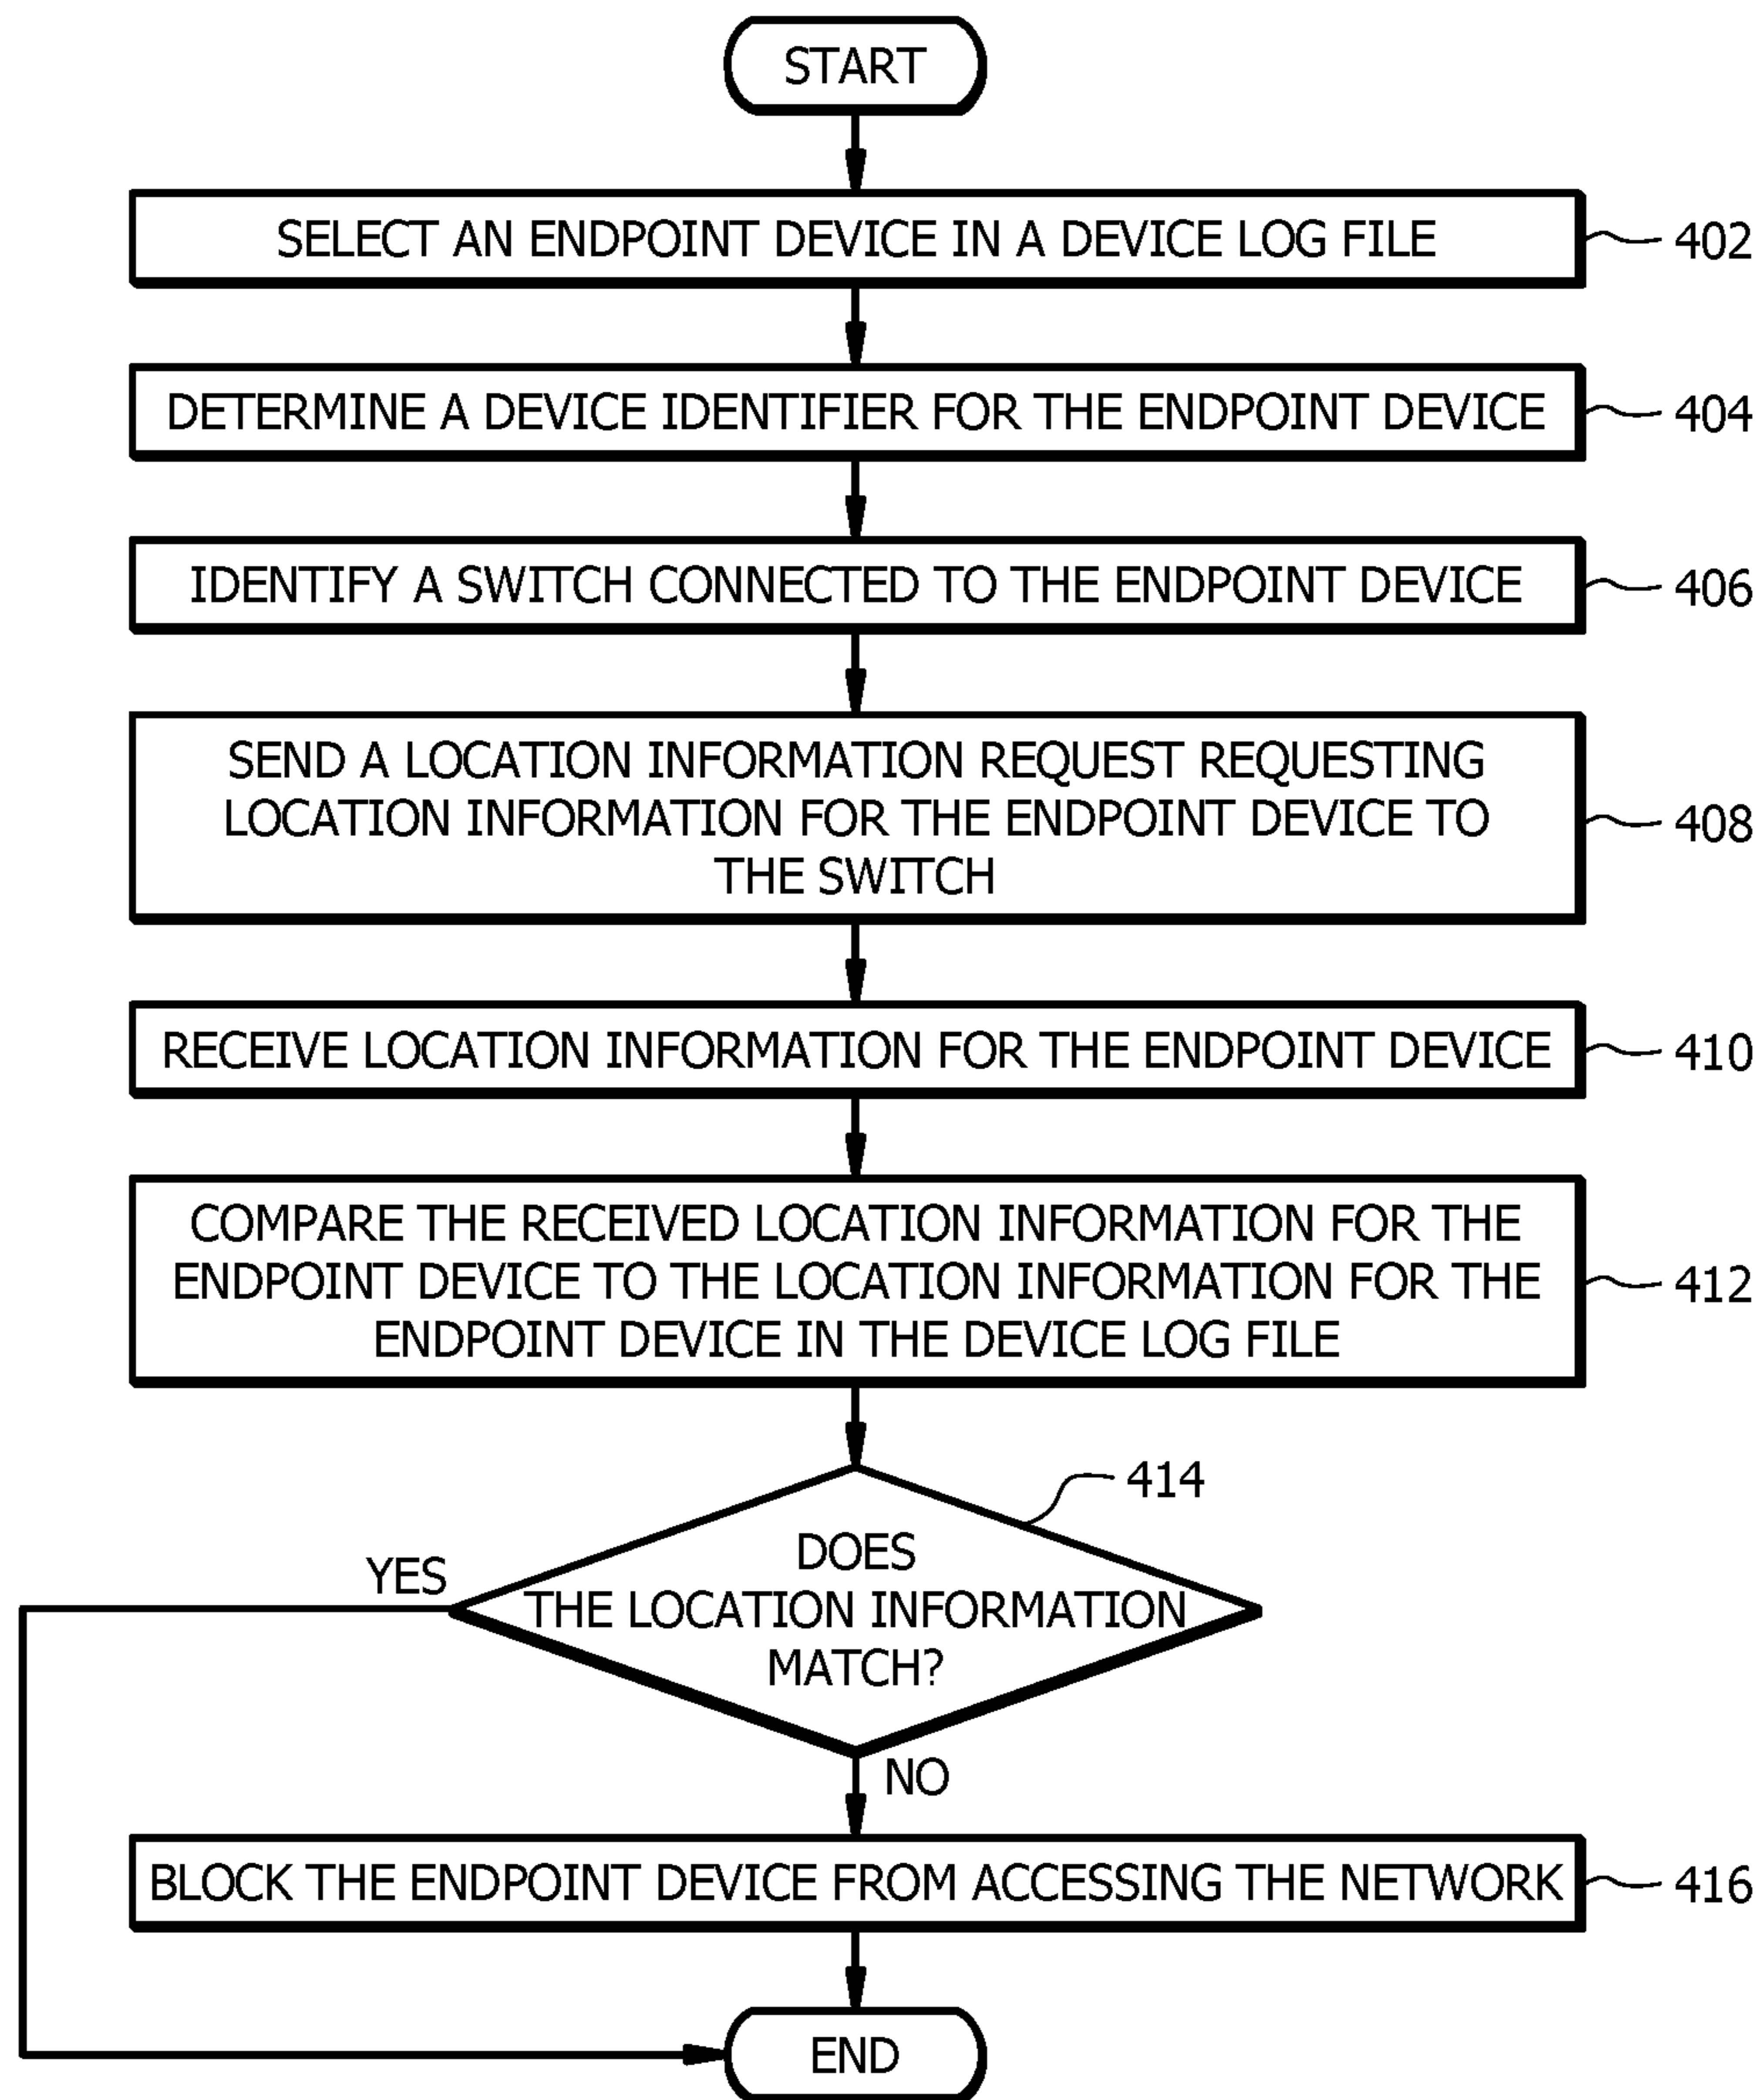 START
SELECT AN ENDPOINT DEVICE IN A DEVICE LOG FILE
402
DETERMINE A DEVICE IDENTIFIER FOR THE ENDPOINT DEVICE
404
IDENTIFY A SWITCH CONNECTED TO THE ENDPOINT DEVICE
406
SEND A LOCATION INFORMATION REQUEST REQUESTING
LOCATION INFORMATION FOR THE ENDPOINT DEVICE TO
THE SWITCH
408
RECEIVE LOCATION INFORMATION FOR THE ENDPOINT DEVICE
410
COMPARE THE RECEIVED LOCATION INFORMATION FOR THE
ENDPOINT DEVICE TO THE LOCATION INFORMATION FOR THE
ENDPOINT DEVICE IN THE DEVICE LOG FILE
412
414
DOES
THE LOCATION INFORMATION
MATCH?
YES
NO
BLOCK THE ENDPOINT DEVICE FROM ACCESSING THE NETWORK
416
END